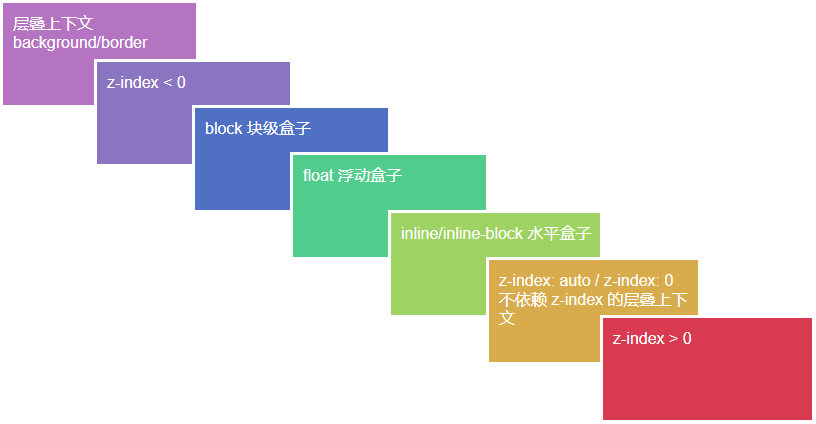 层叠上下文
background/border
z-index < 0
block 块级盒子
float 浮动盒子
inline/inline-block 水平盒子
z-index: auto / z-index: 0
不依赖 z-index 的层叠上下
文
z-index > 0